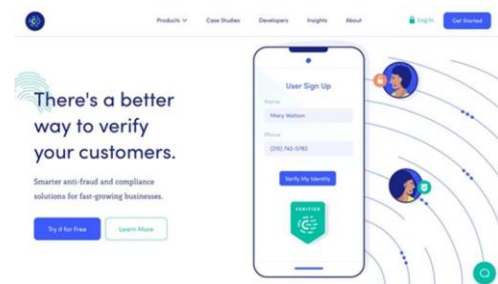 Products
Case Studies
Developers
Insights
About
Log In
Get Started
There's a better
way to verify
your customers.
Smarter anti-fraud and compliance
solutions for fast-growing businesses.
Try it for Free
Learn More
User Sign Up
Name
Mary Watson
Phone
(215) 742-5782
Verify My Identity
VERIFIED